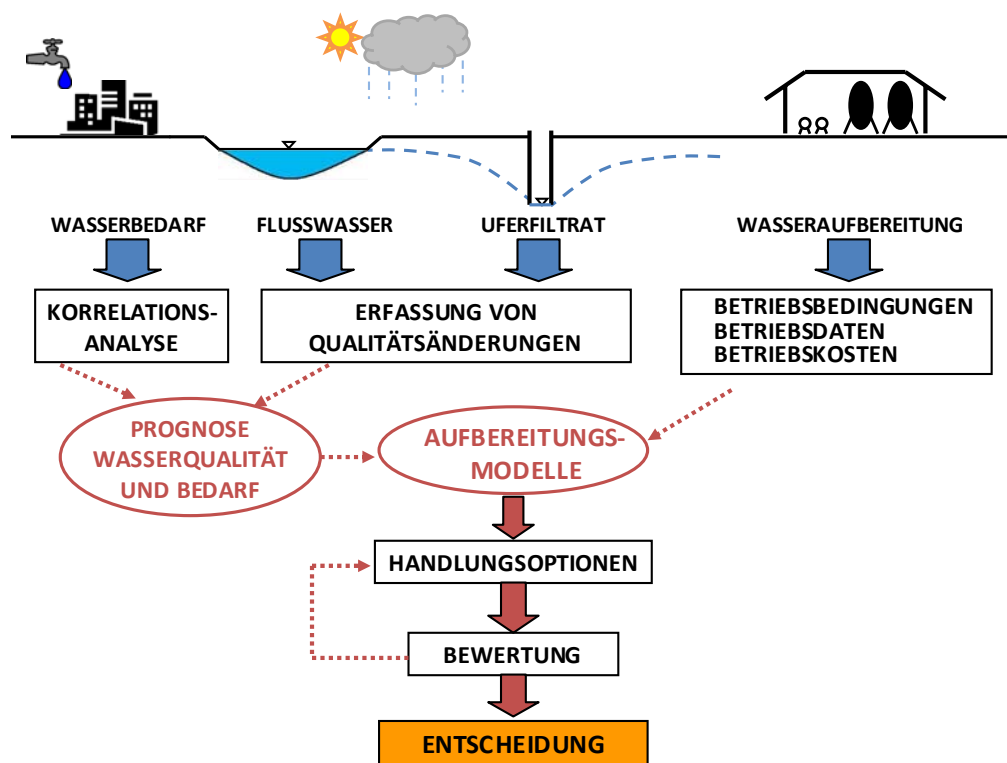 WASSERBEDARF
FLUSSWASSER
UFERFILTRAT
WASSERAUFBEREITUNG
KORRELATIONS-
ANALYSE
ERFASSUNG VON
QUALITÄTSÄNDERUNGEN
BETRIEBSBEDINGUNGEN
BETRIEBSDATEN
BETRIEBSKOSTEN
PROGNOSE
WASSERQUALITÄT
UND BEDARF
AUFBEREITUNGS-
MODELLE
HANDLUNGSOPTIONEN
BEWERTUNG
ENTSCHEIDUNG